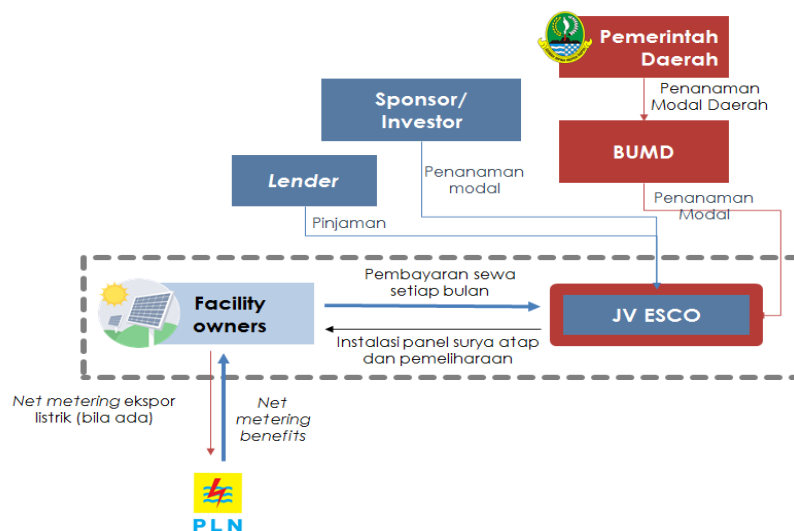 Pemerintah
Daerah
Penanaman
Modal Daerah
Sponsor/
Investor
BUMD
Lender
Penanaman
modal
Penanaman
Modal
Pinjaman
Pembayaran sewa
setiap bulan
Facility
owners
JV ESCO
Instalasi panel surya atap
dan pemeliharaan
Net metering ekspor
listrik (bila ada)
Net
metering
benefits
PLN